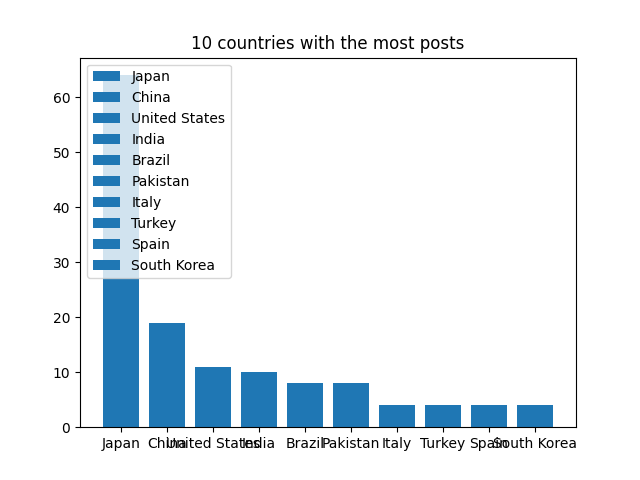 10 countries with the most posts
Japan
China
United States
India
Brazil
Pakistan
Italy
Turkey
Spain
South Korea
60
50
40
30
20
10
0
Japan China United States India Brazil Pakistan Italy Turkey Spain South Korea